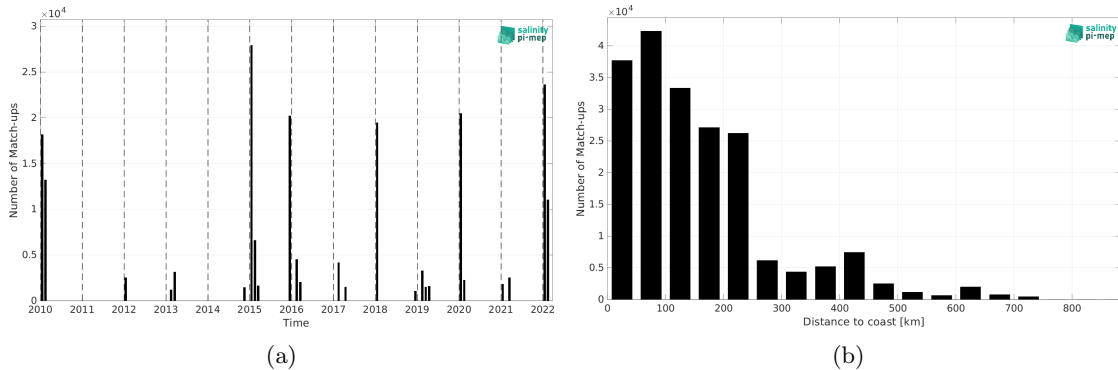 ×10⁴
3
2.5
2
1.5
1
0.5
0
Number of Match-ups
2010 2011 2012 2013 2014 2015 2016 2017 2018 2019 2020 2021 2022
Time
salinity
pi-mep
(a)
×10⁴
4
3.5
3
2.5
2
1.5
1
0.5
0
Number of Match-ups
0 100 200 300 400 500 600 700 800
Distance to coast [km]
salinity
pi-mep
(b)